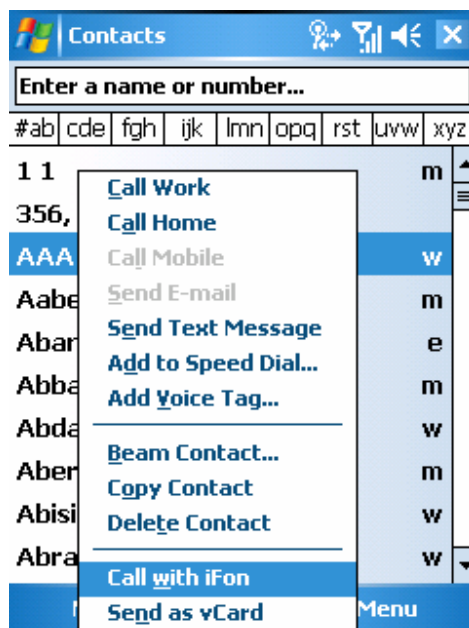 Contacts
Enter a name or number...
#ab cde fgh ijk lmn opq rst uvw xyz
1 1 m
356,
AAA w
Aabe m
Abar e
Abba m
Abda w
Aber m
Abisi w
Abra w
Call Work
Call Home
Call Mobile
Send E-mail
Send Text Message
Add to Speed Dial...
Add Voice Tag...
Beam Contact...
Copy Contact
Delete Contact
Call with iFon
Send as vCard
Menu